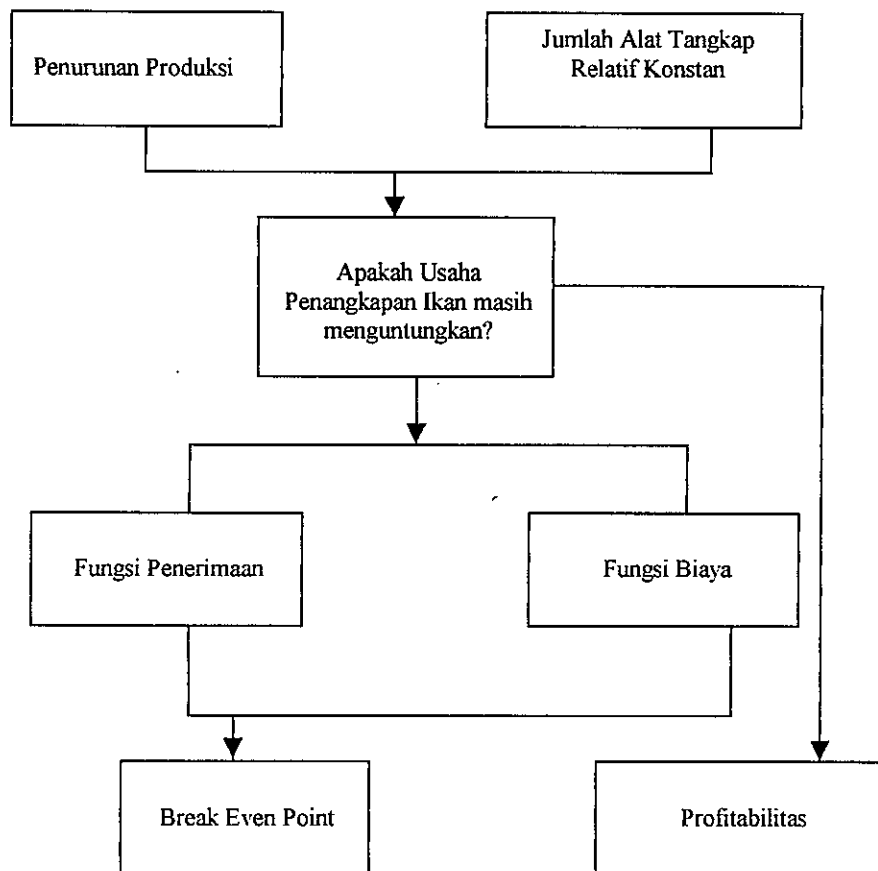 Penurunan Produksi
Jumlah Alat Tangkap
Relatif Konstan
Apakah Usaha
Penangkapan Ikan masih
menguntungkan?
Fungsi Penerimaan
Fungsi Biaya
Break Even Point
Profitabilitas